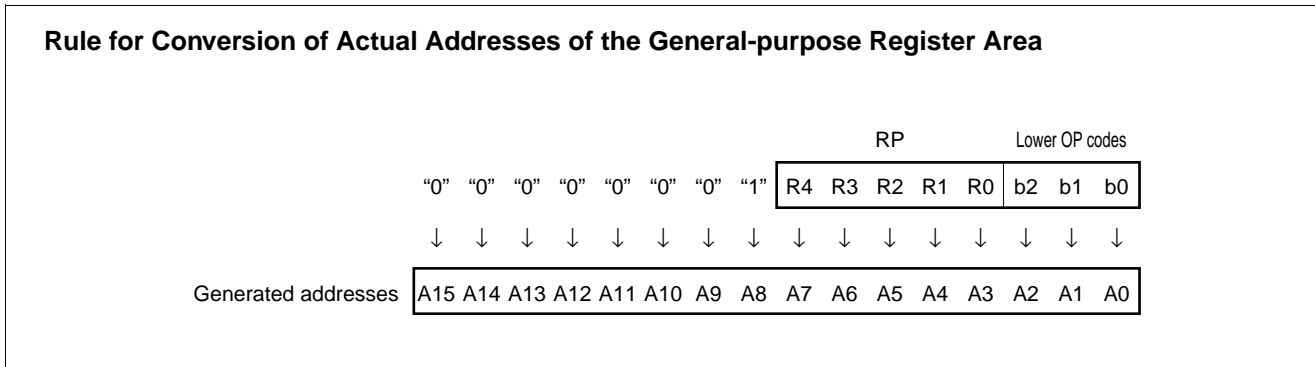 Rule for Conversion of Actual Addresses of the General-purpose Register Area
RP Lower OP codes
“0” “0” “0” “0” “0” “0” “0” “1” R4 R3 R2 R1 R0 b2 b1 b0
↓ ↓ ↓ ↓ ↓ ↓ ↓ ↓ ↓ ↓ ↓ ↓ ↓ ↓ ↓ ↓
Generated addresses A15 A14 A13 A12 A11 A10 A9 A8 A7 A6 A5 A4 A3 A2 A1 A0